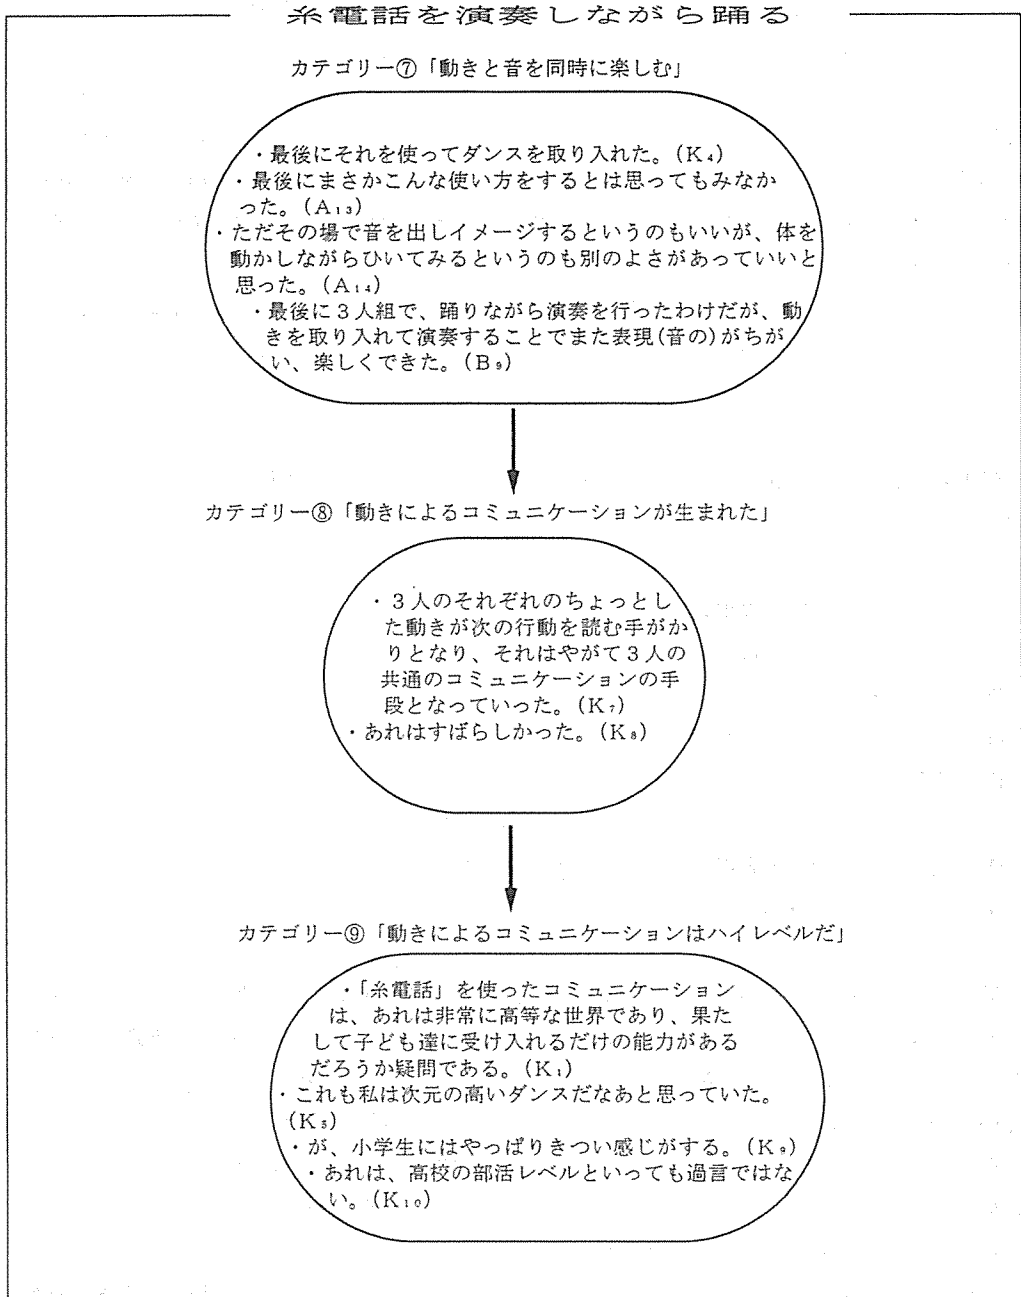 糸電話を演奏しながら踊る
カテゴリー⑦「動きと音を同時に楽しむ」
・最後にそれを使ってダンスを取り入れた。(K₄)
・最後にまさかこんな使い方をするとは思ってもみなか
った。(A₁₃)
・ただその場で音を出しイメージするというのもいいが、体を
動かしながらひいてみるというのも別のよさがあっていいと
思った。(A₁₄)
・最後に3人組で、踊りながら演奏を行ったわけだが、動
きを取り入れて演奏することでまた表現(音の)がちが
い、楽しくできた。(B₉)
カテゴリー⑧「動きによるコミュニケーションが生まれた」
・3人のそれぞれのちょっとし
た動きが次の行動を読む手がか
りとなり、それはやがて3人の
共通のコミュニケーションの手
段となっていった。(K₇)
・あれはすばらしかった。(K₈)
カテゴリー⑨「動きによるコミュニケーションはハイレベルだ」
・「糸電話」を使ったコミュニケーション
は、あれは非常に高等な世界であり、果た
して子ども達に受け入れるだけの能力がある
だろうか疑問である。(K₁)
・これも私は次元の高いダンスだなあと思っていた。
(K₅)
・が、小学生にはやっぱりきつい感じがする。(K₉)
・あれは、高校の部活レベルといっても過言ではな
い。(K₁₀)